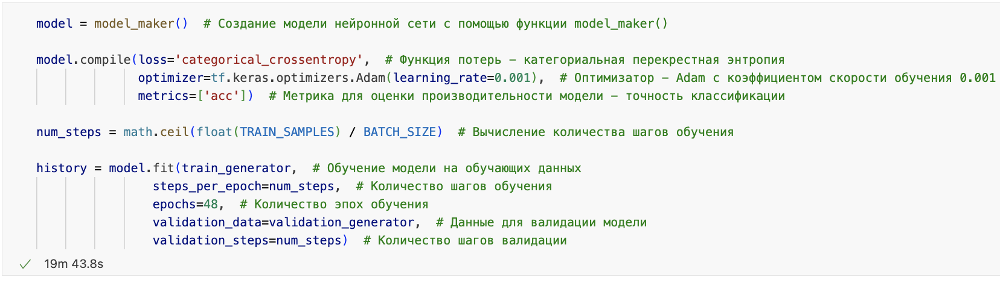 model = model_maker()  # Создание модели нейронной сети с помощью функции model_maker()
model.compile(loss='categorical_crossentropy',  # Функция потерь – категориальная перекрестная энтропия
optimizer=tf.keras.optimizers.Adam(learning_rate=0.001),  # Оптимизатор – Adam с коэффициентом скорости обучения 0.001
metrics=['acc'])  # Метрика для оценки производительности модели – точность классификации
num_steps = math.ceil(float(TRAIN_SAMPLES) / BATCH_SIZE)  # Вычисление количества шагов обучения
history = model.fit(train_generator,  # Обучение модели на обучающих данных
steps_per_epoch=num_steps,  # Количество шагов обучения
epochs=48,  # Количество эпох обучения
validation_data=validation_generator,  # Данные для валидации модели
validation_steps=num_steps)  # Количество шагов валидации
19m 43.8s